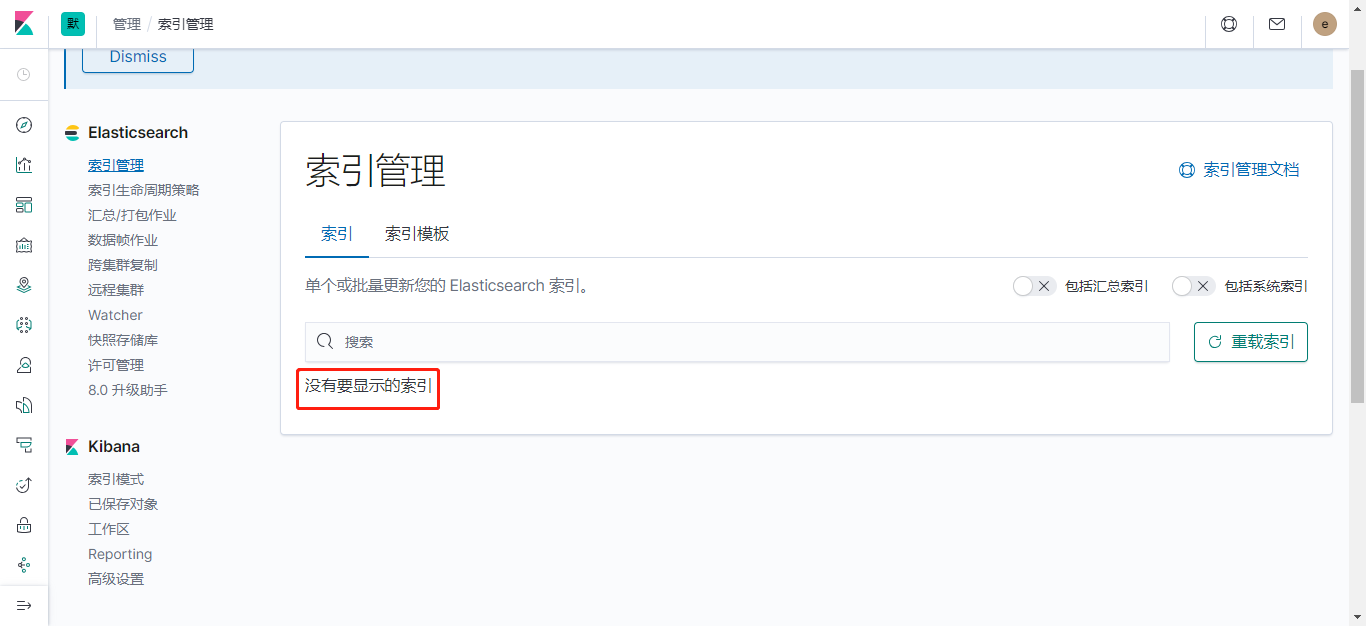 默
管理 / 索引管理
e
Dismiss
Elasticsearch
索引管理
索引生命周期策略
汇总/打包作业
数据帧作业
跨集群复制
远程集群
Watcher
快照存储库
许可管理
8.0 升级助手
Kibana
索引模式
已保存对象
工作区
Reporting
高级设置
索引管理
索引管理文档
索引 索引模板
单个或批量更新您的 Elasticsearch 索引。
包括汇总索引 包括系统索引
搜索
重载索引
没有要显示的索引